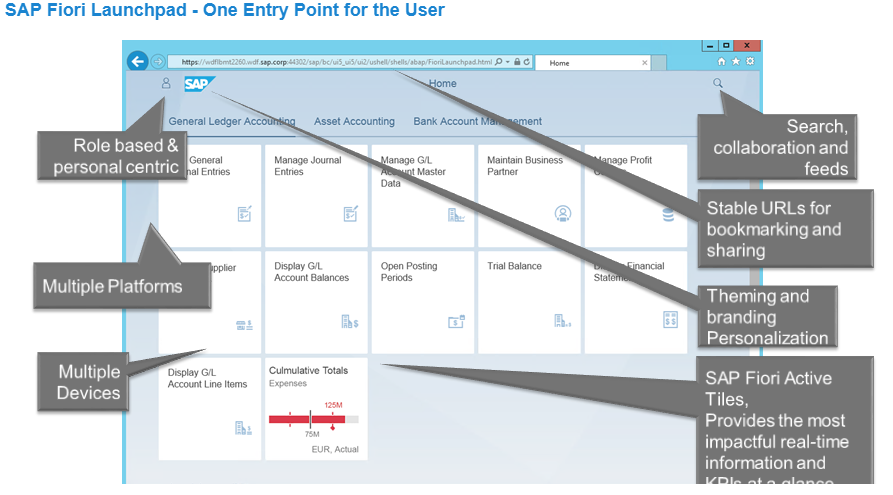 SAP Fiori Launchpad - One Entry Point for the User
https://wdflbmt2260.wdf.sap.corp:44302/sap/bc/ui5_ui5/ui2/ushell/shells/abap/FioriLaunchpad.html
Home
SAP
Home
General Ledger Accounting Asset Accounting Bank Account Management
Role based &
personal centric
Search,
collaboration and
feeds
General
Entries
Manage Journal
Entries
Manage G/L
Account Master
Data
Maintain Business
Partner
Manage Profit
Stable URLs for
bookmarking and
sharing
Multiple Platforms
Display G/L
Account Balances
Open Posting
Periods
Trial Balance
Financial
Theming and
branding
Personalization
Multiple
Devices
Display G/L
Account Line Items
Culmulative Totals
Expenses
125M
75M
EUR, Actual
SAP Fiori Active
Tiles,
Provides the most
impactful real-time
information and
KPIs at a glance